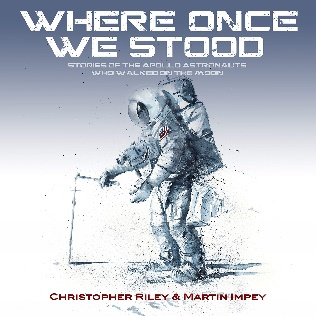 WHERE ONCE
WE STOOD
STORIES OF THE APOLLO ASTRONAUTS
WHO WALKED ON THE MOON
CHRISTOPHER RILEY & MARTIN IMPEY